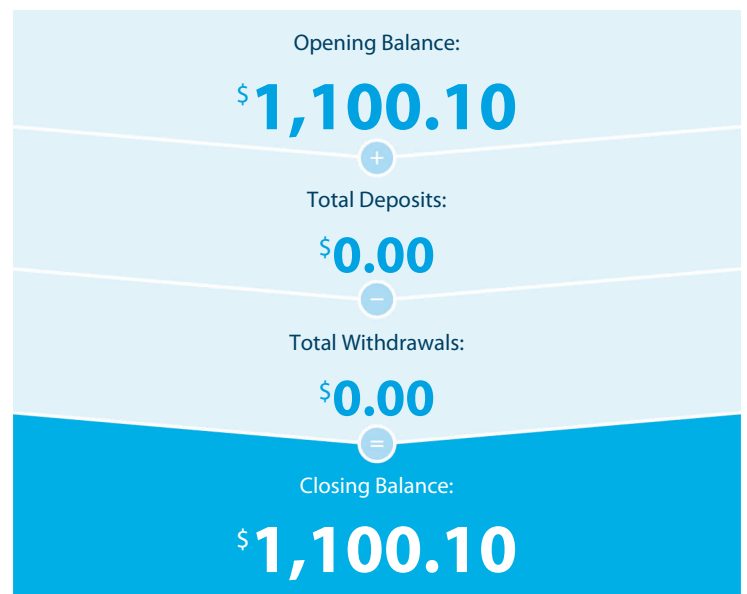 Opening Balance:
$1,100.10
+
Total Deposits:
$0.00
−
Total Withdrawals:
$0.00
=
Closing Balance:
$1,100.10